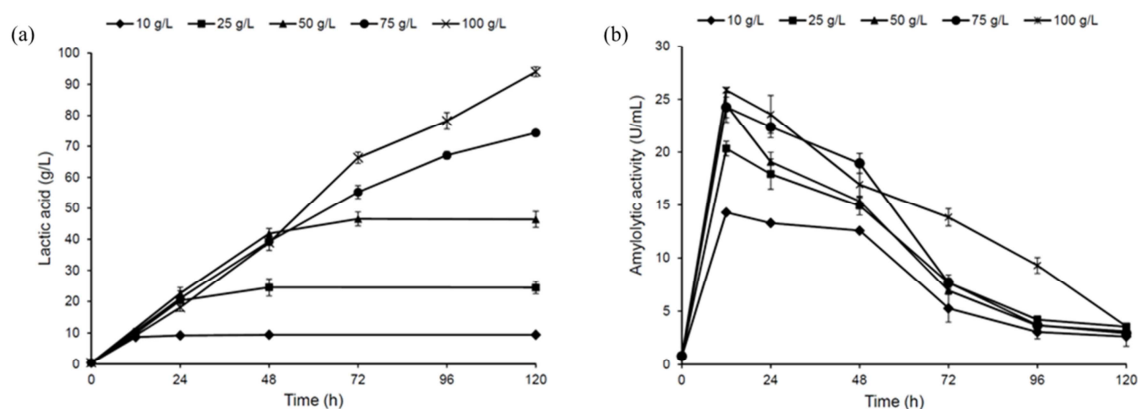 (a)
10 g/L 25 g/L 50 g/L 75 g/L 100 g/L
Lactic acid (g/L)
100
90
80
70
60
50
40
30
20
10
0
0 24 48 72 96 120
Time (h)
(b)
10 g/L 25 g/L 50 g/L 75 g/L 100 g/L
Amylolytic activity (U/mL)
30
25
20
15
10
5
0
0 24 48 72 96 120
Time (h)